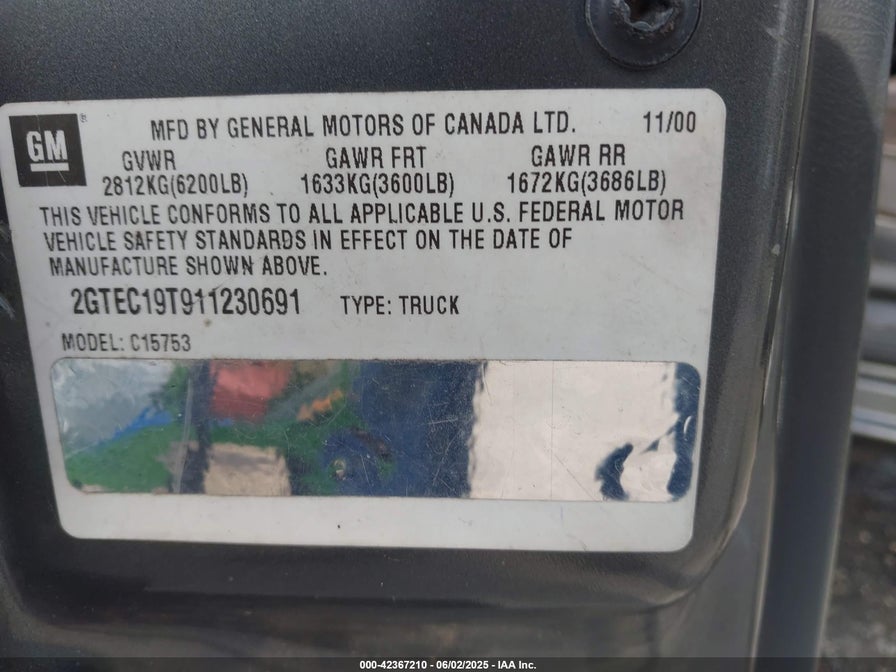 GM
MFD BY GENERAL MOTORS OF CANADA LTD. 11/00
GVWR GAWR FRT GAWR RR
2812KG(6200LB) 1633KG(3600LB) 1672KG(3686LB)
THIS VEHICLE CONFORMS TO ALL APPLICABLE U.S. FEDERAL MOTOR
VEHICLE SAFETY STANDARDS IN EFFECT ON THE DATE OF
MANUFACTURE SHOWN ABOVE.
2GTEC19T911230691 TYPE: TRUCK
MODEL: C15753
000-42367210 - 06/02/2025 - IAA Inc.